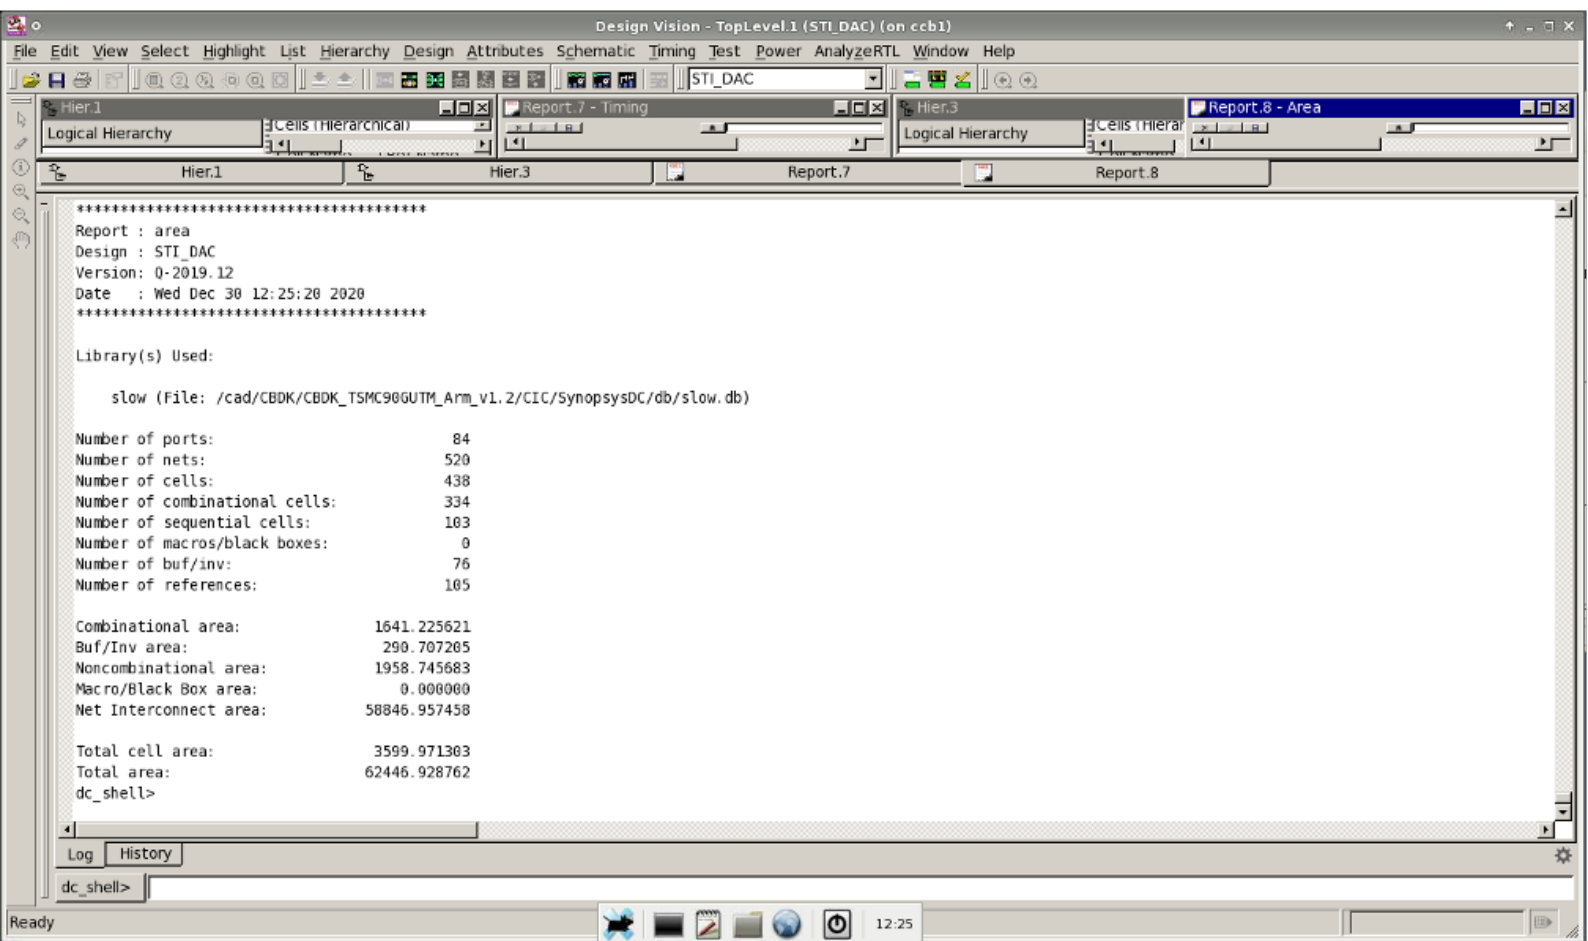 Design Vision - TopLevel.1 (STI_DAC) (on ccb1)
File Edit View Select Highlight List Hierarchy Design Attributes Schematic Timing Test Power AnalyzeRTL Window Help
STI_DAC
Hier.1
Report.7 - Timing
Hier.3
Report.8 - Area
Logical Hierarchy
Cells (Hierarchical)
Logical Hierarchy
Cells (Hierar
Hier.1
Hier.3
Report.7
Report.8
****************************************
Report : area
Design : STI_DAC
Version: Q-2019.12
Date   : Wed Dec 30 12:25:20 2020
****************************************
Library(s) Used:
slow (File: /cad/CBDK/CBDK_TSMC90GUTM_Arm_v1.2/CIC/SynopsysDC/db/slow.db)
Number of ports: 84
Number of nets: 520
Number of cells: 438
Number of combinational cells: 334
Number of sequential cells: 103
Number of macros/black boxes: 0
Number of buf/inv: 76
Number of references: 105
Combinational area: 1641.225621
Buf/Inv area: 290.707205
Noncombinational area: 1958.745683
Macro/Black Box area: 0.000000
Net Interconnect area: 58846.957458
Total cell area: 3599.971303
Total area: 62446.928762
dc_shell>
Log History
dc_shell>
Ready
12:25